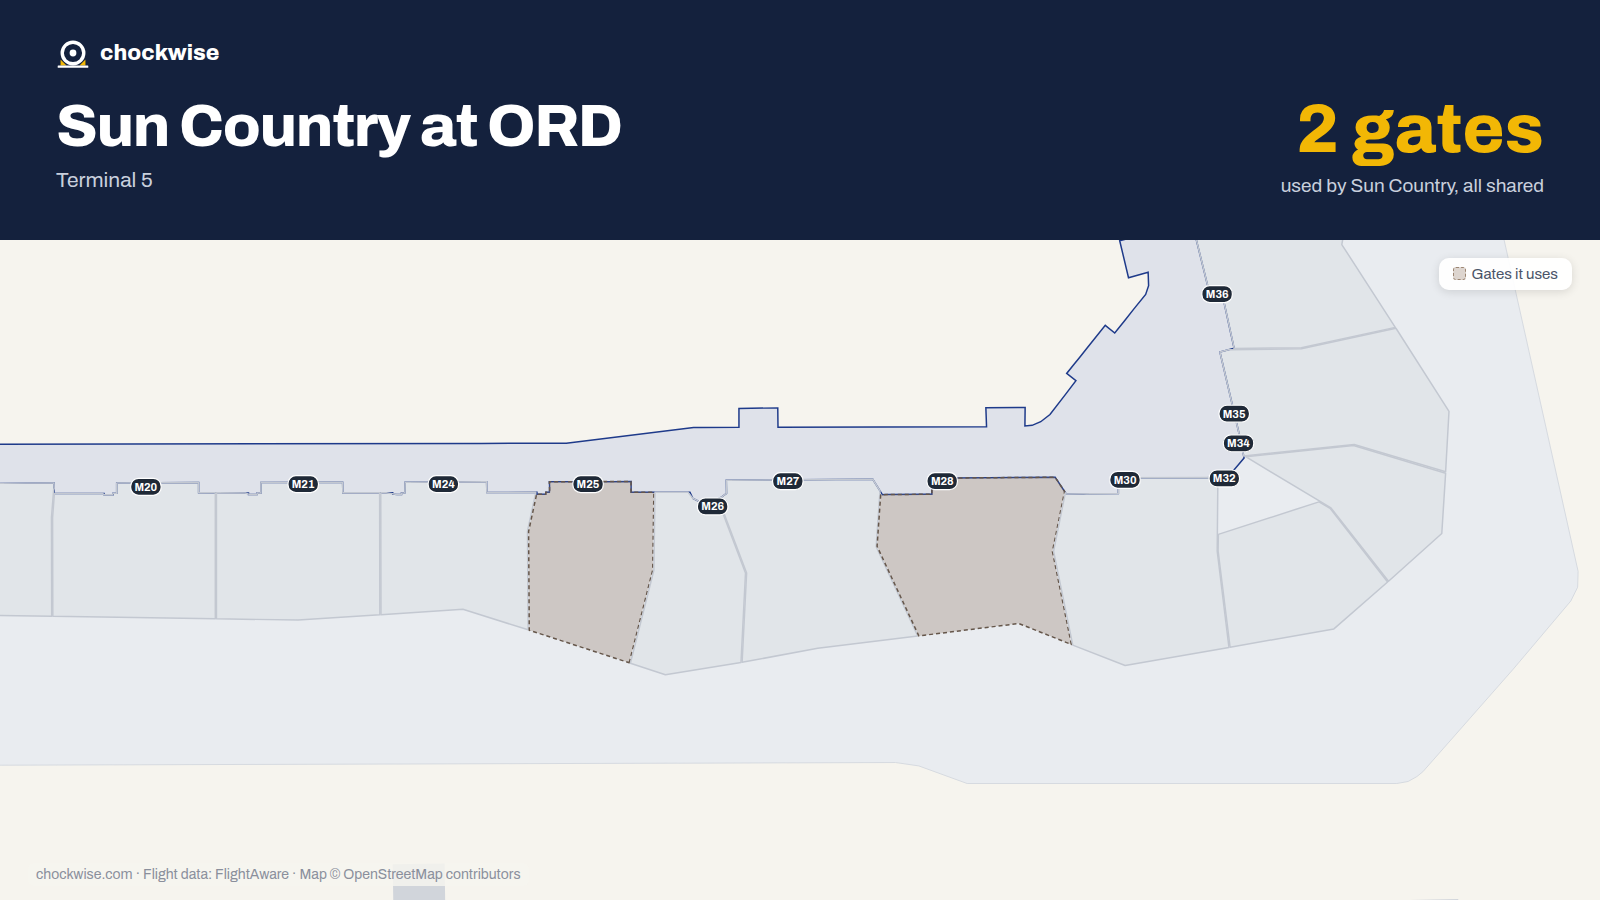 chockwise
Sun Country at ORD
Terminal 5
2 gates
used by Sun Country, all shared
Gates it uses
M36
M35
M34
M20
M21
M24
M25
M26
M27
M28
M30
M32
chockwise.com · Flight data: FlightAware · Map © OpenStreetMap contributors